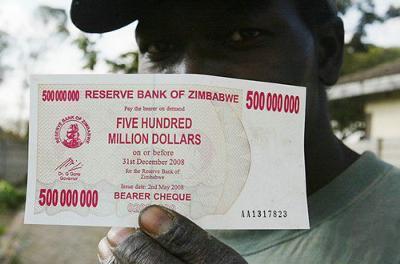 RESERVE BANK OF ZIMBABWE
500 000 000
500 000 000
Pay the bearer on demand
FIVE HUNDRED
MILLION DOLLARS
on or before
31st December 2008
for the Reserve Bank of
Zimbabwe
Dr G Gono
Governor
Issue date: 2nd May 2008
500 000 000
BEARER CHEQUE
AA1317823